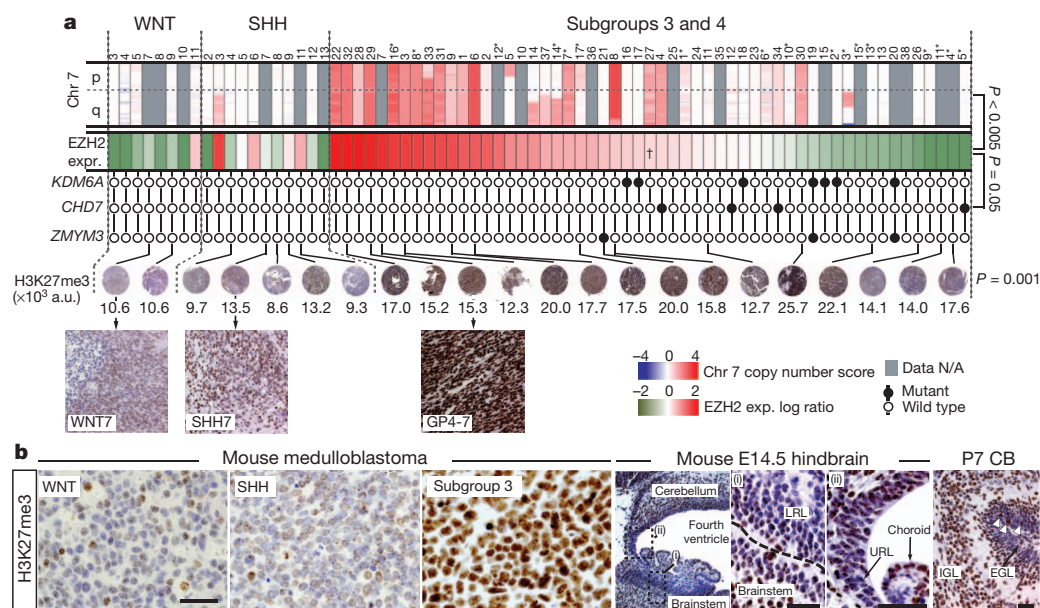 a
WNT SHH Subgroups 3 and 4
Chr 7
p
q
P < 0.005
EZH2
expr.
†
P = 0.05
KDM6A
CHD7
ZMYM3
H3K27me3
(×10³ a.u.)
P = 0.001
10.6 10.6 9.7 13.5 8.6 13.2 9.3 17.0 15.2 15.3 12.3 20.0 17.7 17.5 20.0 15.8 12.7 25.7 22.1 14.1 14.0 17.6
WNT7 SHH7 GP4-7
–4 0 4
Chr 7 copy number score
–2 0 2
EZH2 exp. log ratio
Data N/A
Mutant
Wild type
b
Mouse medulloblastoma Mouse E14.5 hindbrain P7 CB
H3K27me3
WNT SHH Subgroup 3
Cerebellum
(ii)
Fourth
ventricle
(i)
Brainstem
(i)
LRL
Brainstem
(ii)
Choroid
URL
IGL
EGL